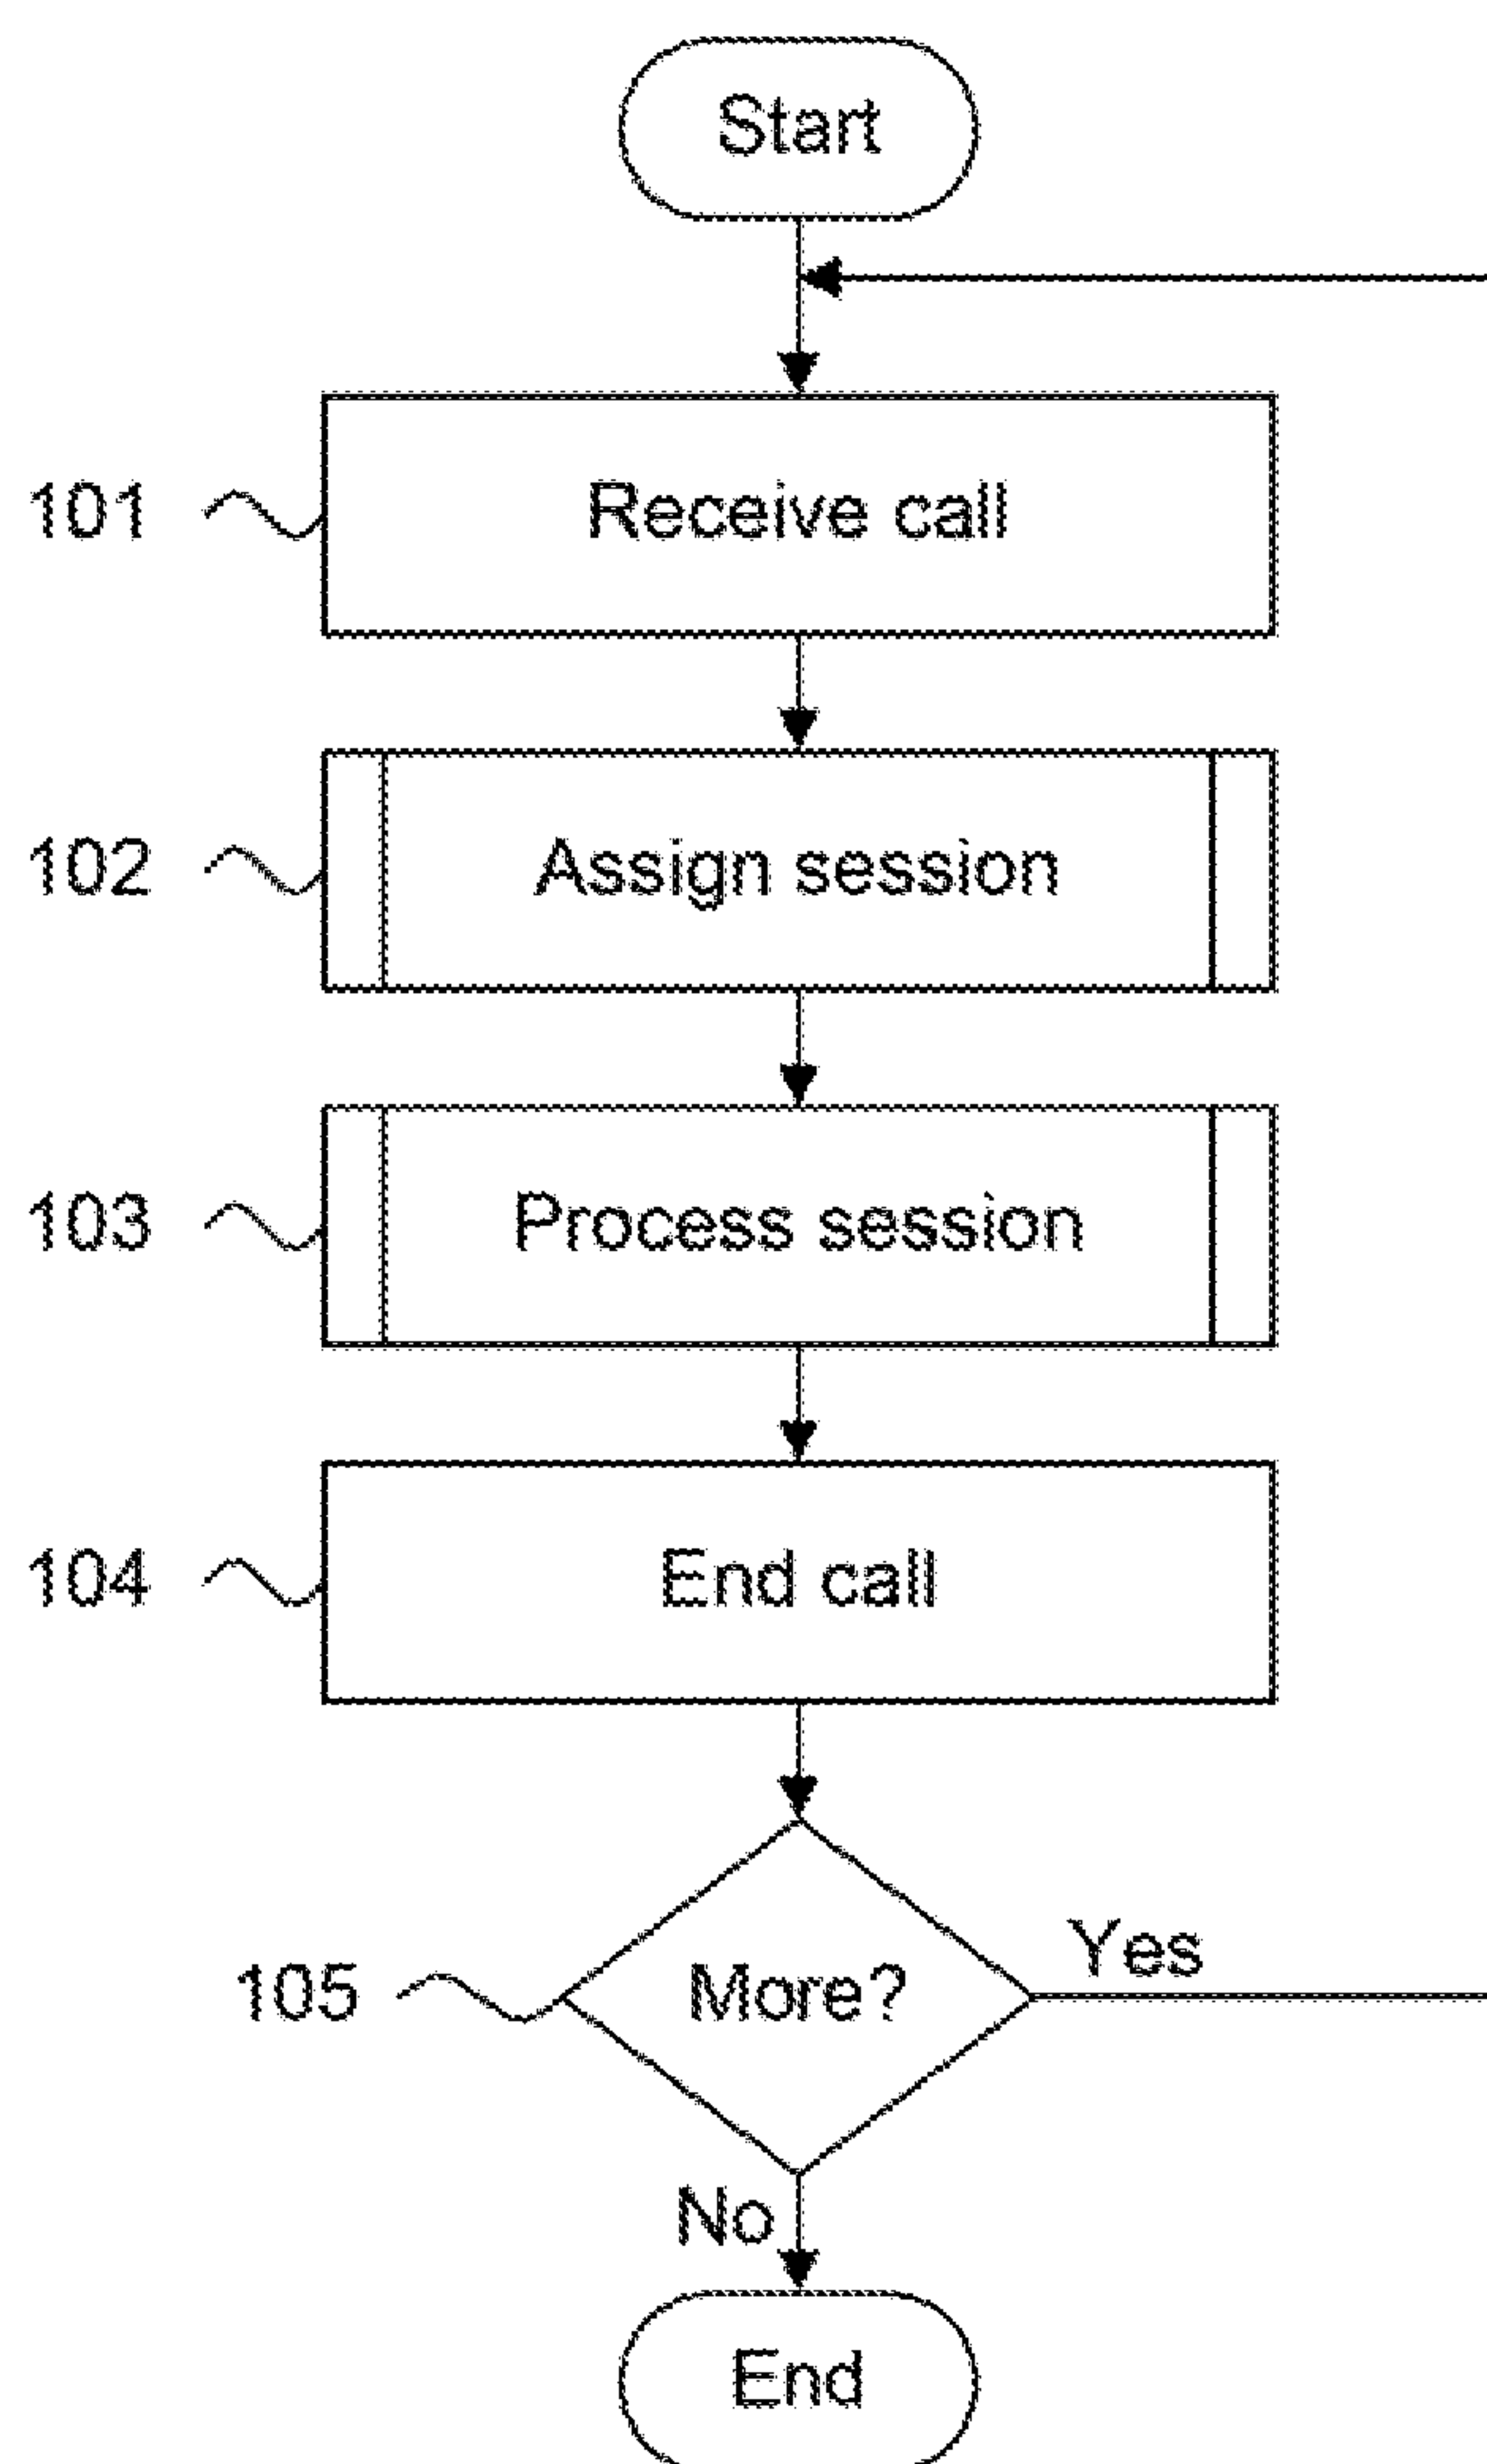 Start
101 Receive call
102 Assign session
103 Process session
104 End call
105 More? Yes
No
End